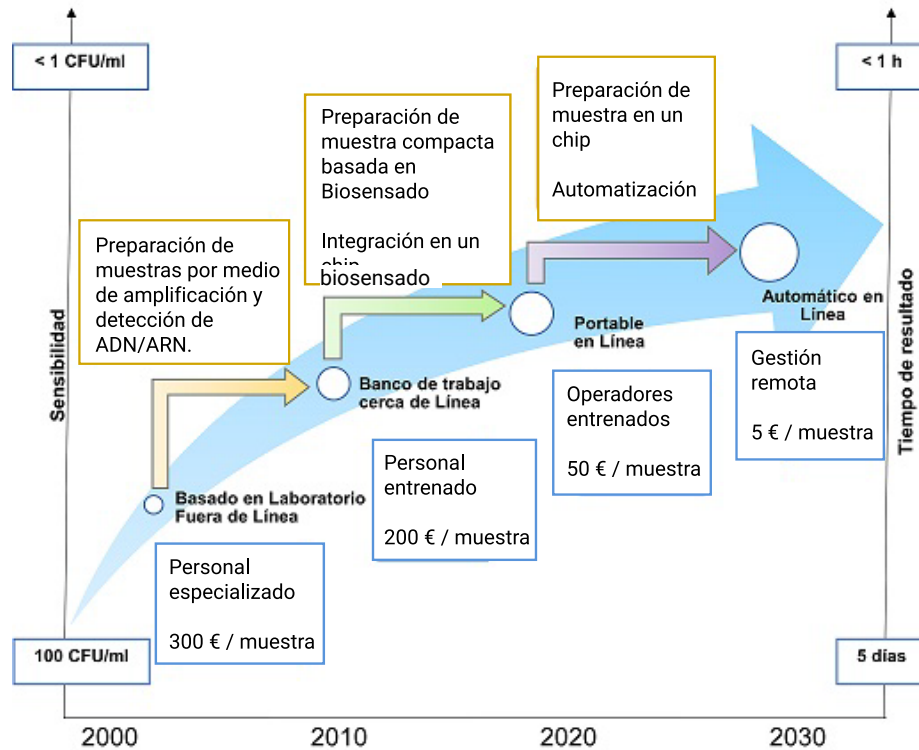 < 1 CFU/ml
< 1 h
Preparación de
muestra en un
chip
Automatización
Preparación de
muestra compacta
basada en
Biosensado
Integración en un
chip
biosensado
Preparación de
muestras por medio
de amplificación y
detección de
ADN/ARN.
Sensibilidad
Tiempo de resultado
Automático en
Línea
Portable
en Línea
Banco de trabajo
cerca de Línea
Basado en Laboratorio
Fuera de Línea
Gestión
remota
5 € / muestra
Operadores
entrenados
50 € / muestra
Personal
entrenado
200 € / muestra
Personal
especializado
300 € / muestra
100 CFU/ml
5 días
2000
2010
2020
2030